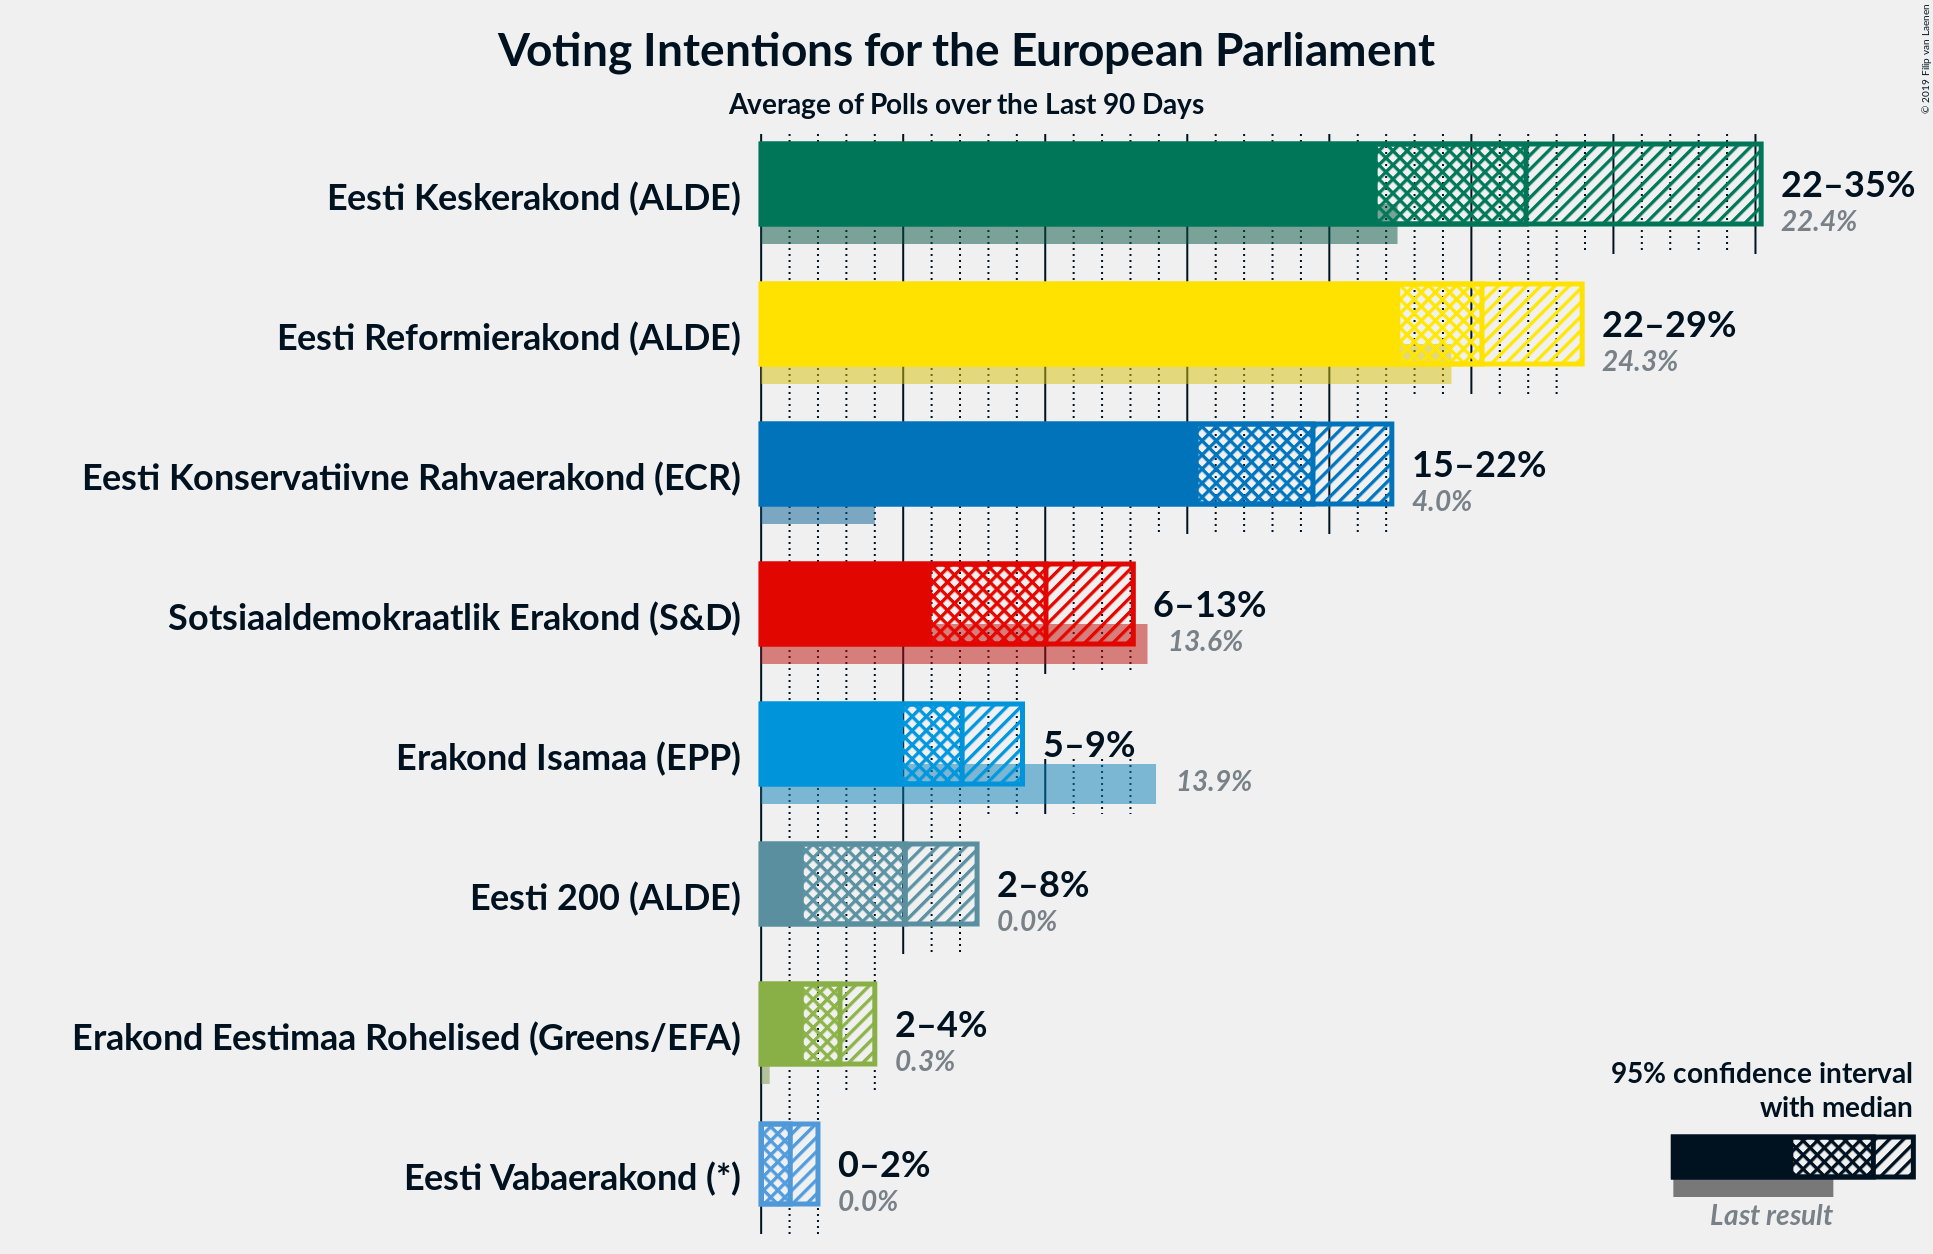 Voting Intentions for the European Parliament
Average of Polls over the Last 90 Days
© 2019 Filip van Laenen
Eesti Keskerakond (ALDE)
22–35%
22.4%
Eesti Reformierakond (ALDE)
22–29%
24.3%
Eesti Konservatiivne Rahvaerakond (ECR)
15–22%
4.0%
Sotsiaaldemokraatlik Erakond (S&D)
6–13%
13.6%
Erakond Isamaa (EPP)
5–9%
13.9%
Eesti 200 (ALDE)
2–8%
0.0%
Erakond Eestimaa Rohelised (Greens/EFA)
2–4%
0.3%
Eesti Vabaerakond (*)
0–2%
0.0%
95% confidence interval
with median
Last result